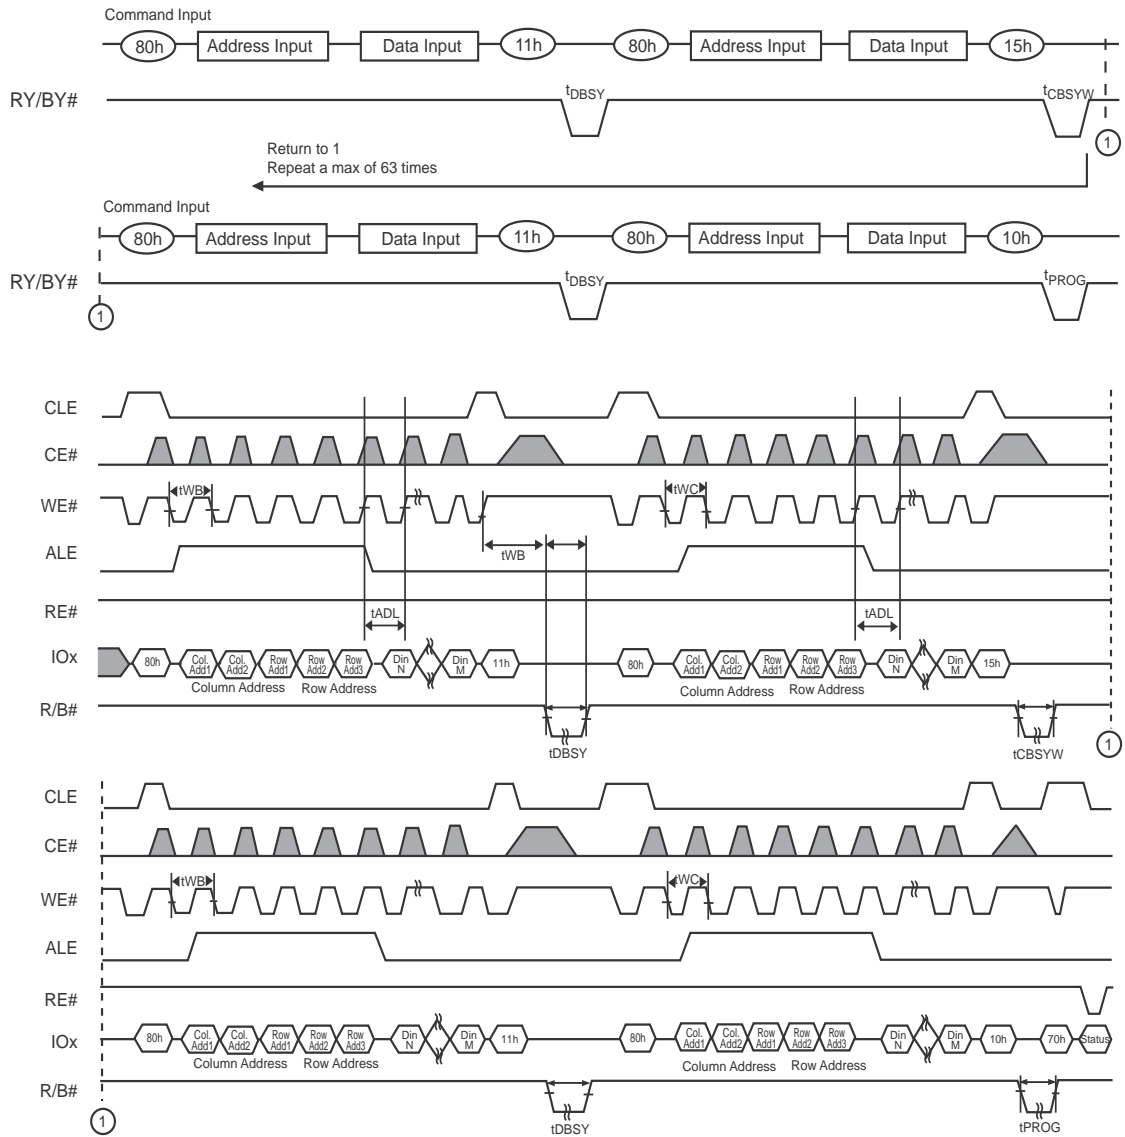 Command Input
80h Address Input Data Input 11h 80h Address Input Data Input 15h
RY/BY# tDBSY tCBSYW
1
Return to 1
Repeat a max of 63 times
Command Input
80h Address Input Data Input 11h 80h Address Input Data Input 10h
RY/BY# tDBSY tPROG
1
CLE
CE#
WE# tWB tWC
ALE tWB
RE# tADL tADL
IOx 80h Col. Add1 Col. Add2 Row Add1 Row Add2 Row Add3 Din N Din M 11h 80h Col. Add1 Col. Add2 Row Add1 Row Add2 Row Add3 Din N Din M 15h
Column Address Row Address Column Address Row Address
R/B#
tDBSY tCBSYW 1
CLE
CE#
WE# tWB tWC
ALE
RE#
IOx 80h Col. Add1 Col. Add2 Row Add1 Row Add2 Row Add3 Din N Din M 11h 80h Col. Add1 Col. Add2 Row Add1 Row Add2 Row Add3 Din N Din M 10h 70h Status
Column Address Row Address Column Address Row Address
R/B#
1 tDBSY tPROG